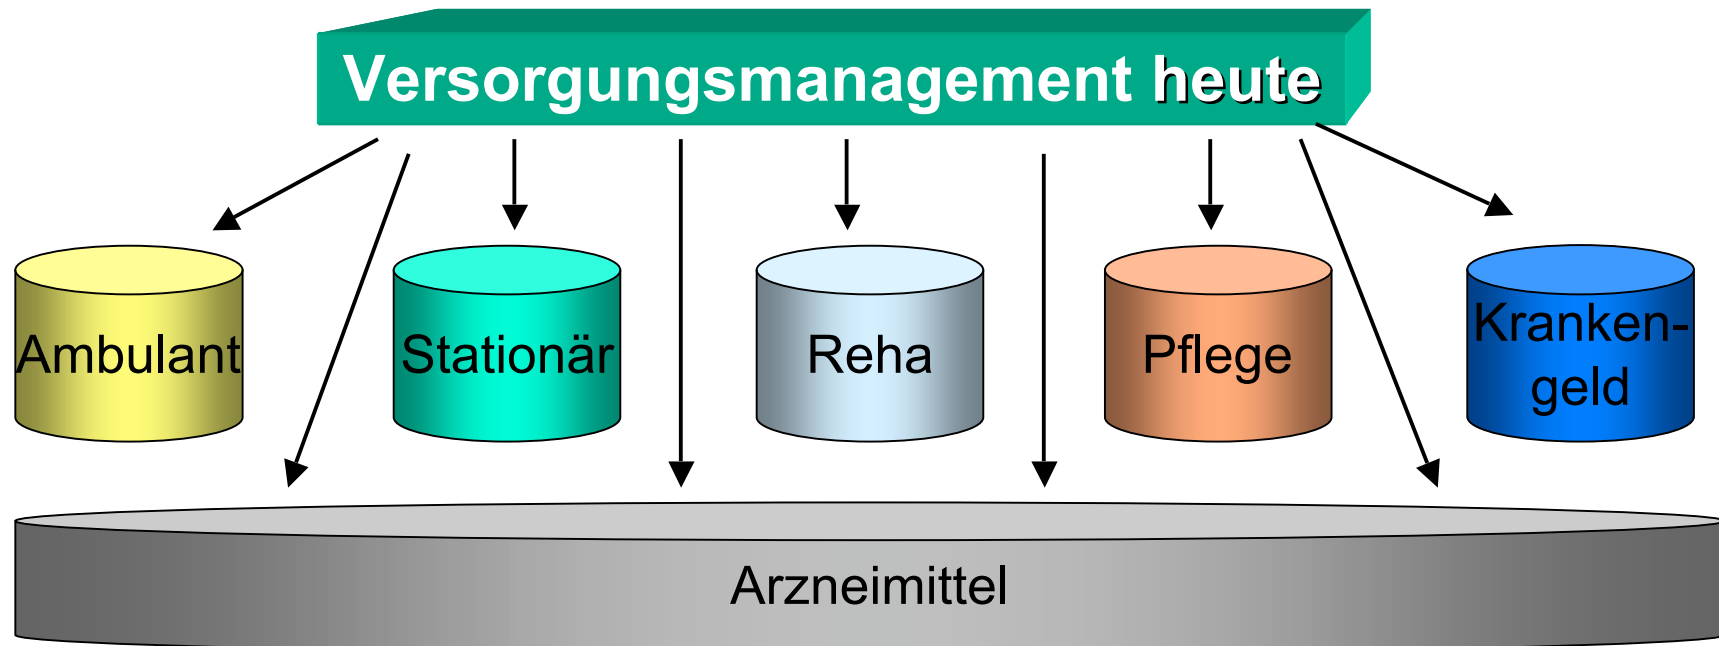 Versorgungsmanagement heute
Ambulant
Stationär
Reha
Pflege
Kranken-
geld
Arzneimittel